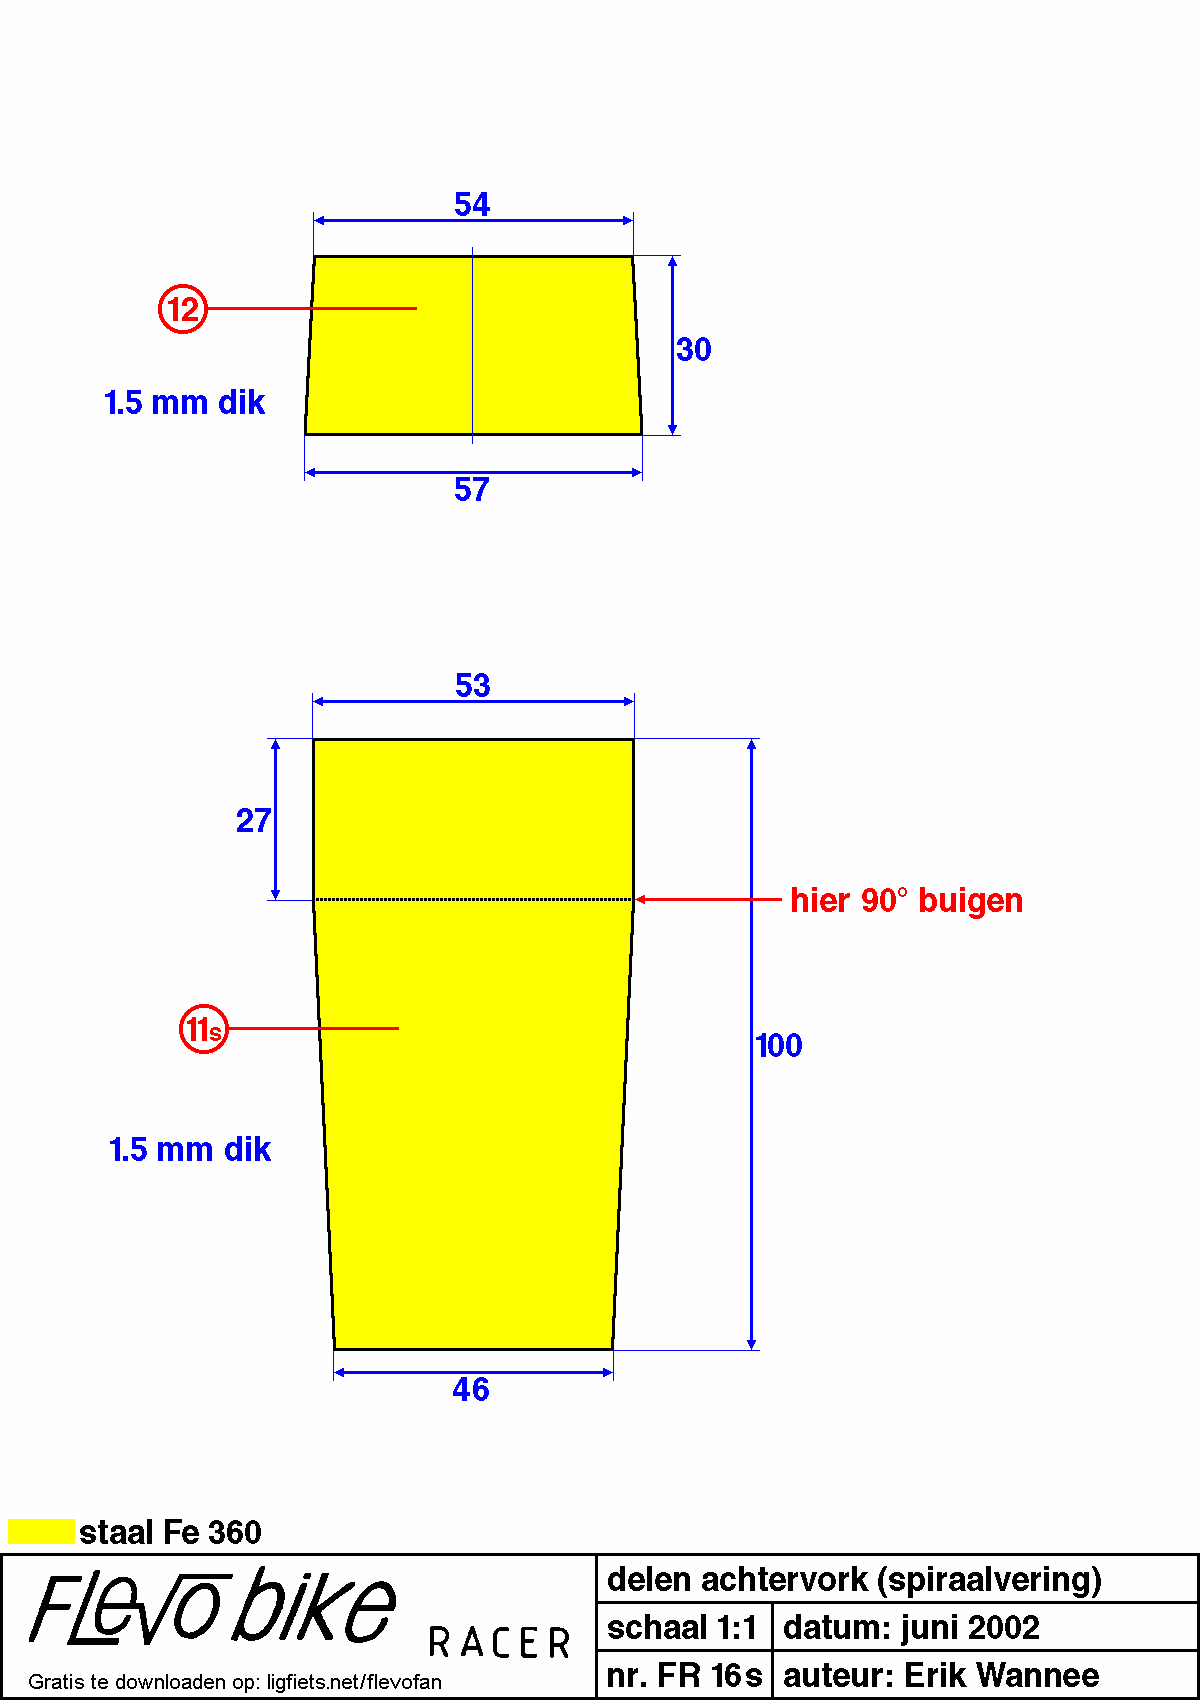 54
12
30
1.5 mm dik
57
53
27
hier 90° buigen
11s
100
1.5 mm dik
46
staal Fe 360
Flevobike RACER
Gratis te downloaden op: ligfiets.net/flevofan
delen achtervork (spiraalvering)
schaal 1:1 datum: juni 2002
nr. FR 16s auteur: Erik Wannee